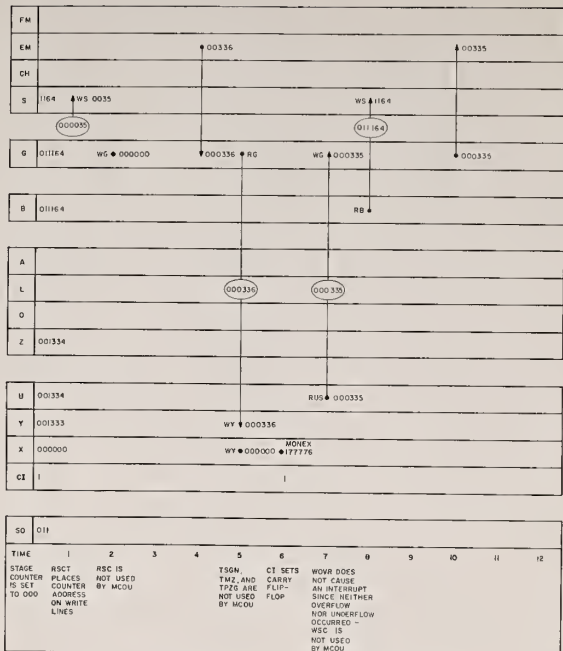 FM
EM 00336 00335
CH
S 1164 WS 0035 WS 1164
000035 011164
G 011164 WG 000000 000336 RG WG 000335 000335
B 011164 RB
A
L 000336 000335
O
Z 001334
U 001334 RUS 000335
Y 001333 WY 000336
X 000000 WY 000000 MONEX 177776
CI 1 1
SO 011
TIME 1 2 3 4 5 6 7 8 9 10 11 12
STAGE COUNTER IS SET TO 000
RSCT PLACES COUNTER ADDRESS ON WRITE LINES
RSC IS NOT USED BY MCOU
TSGN, TMZ, AND TPZG ARE NOT USED BY MCOU
CI SETS CARRY FLIP-FLOP
WOVR DOES NOT CAUSE AN INTERRUPT SINCE NEITHER OVERFLOW NOR UNDERFLOW OCCURRED – WSC IS NOT USED BY MCOU